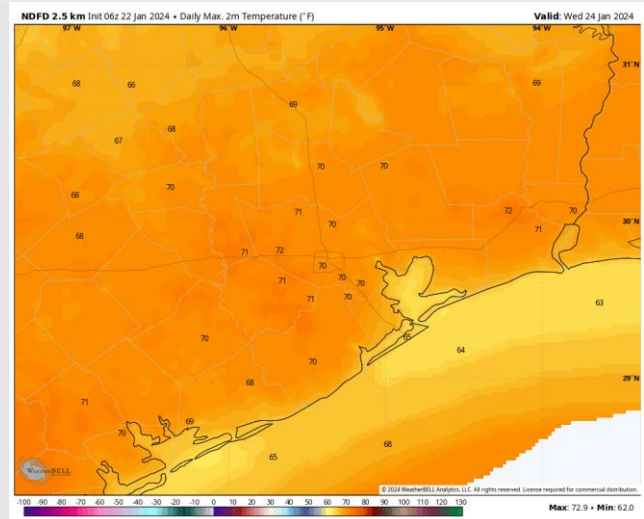 NDFD 2.5 km Init 06z 22 Jan 2024 • Daily Max. 2m Temperature (°F)
Valid: Wed 24 Jan 2024
97°W 96°W 95°W 94°W
31°N
68 66 69
69
67 68
70 70
68 70
71 72 70
70 30°N
68 71
71 72
70
71 70 70
71 70
63
70 65
64
70 29°N
68
71
69
70 68
65
WEATHERBELL
© 2024 WeatherBELL Analytics, LLC. All rights reserved. License required for commercial distribution.
-100 -90 -80 -70 -60 -50 -40 -30 -20 -10 0 10 20 30 40 50 60 70 80 90 100 110 120 130
Max: 72.9 • Min: 62.0